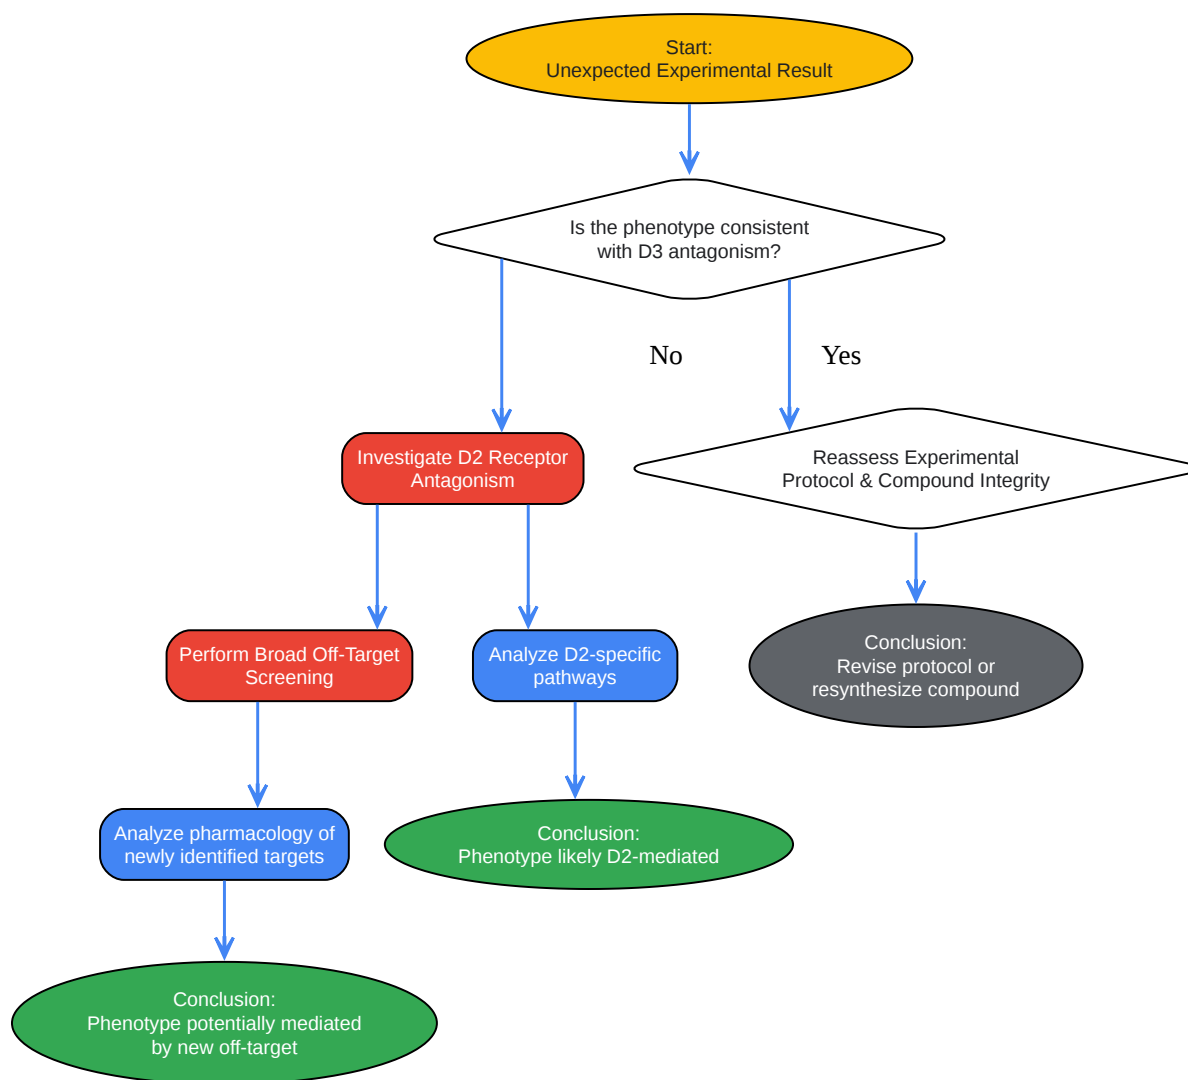 Start:
Unexpected Experimental Result
Is the phenotype consistent
with D3 antagonism?
No
Yes
Investigate D2 Receptor
Antagonism
Reassess Experimental
Protocol & Compound Integrity
Perform Broad Off-Target
Screening
Analyze D2-specific
pathways
Conclusion:
Revise protocol or
resynthesize compound
Analyze pharmacology of
newly identified targets
Conclusion:
Phenotype likely D2-mediated
Conclusion:
Phenotype potentially mediated
by new off-target